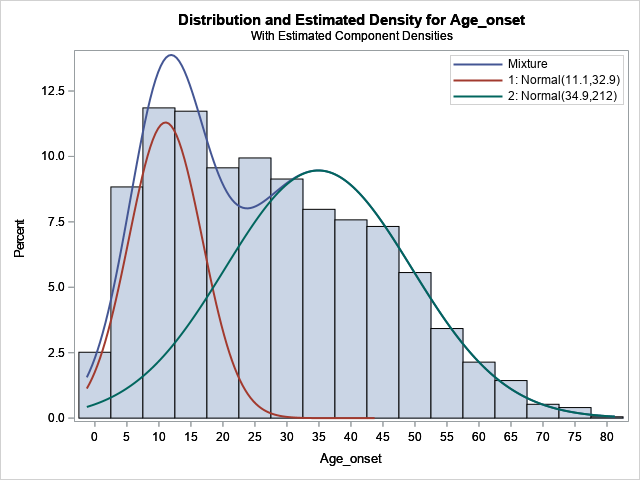 Distribution and Estimated Density for Age_onset
With Estimated Component Densities
Mixture
1: Normal(11.1,32.9)
2: Normal(34.9,212)
Percent
12.5
10.0
7.5
5.0
2.5
0.0
0 5 10 15 20 25 30 35 40 45 50 55 60 65 70 75 80
Age_onset